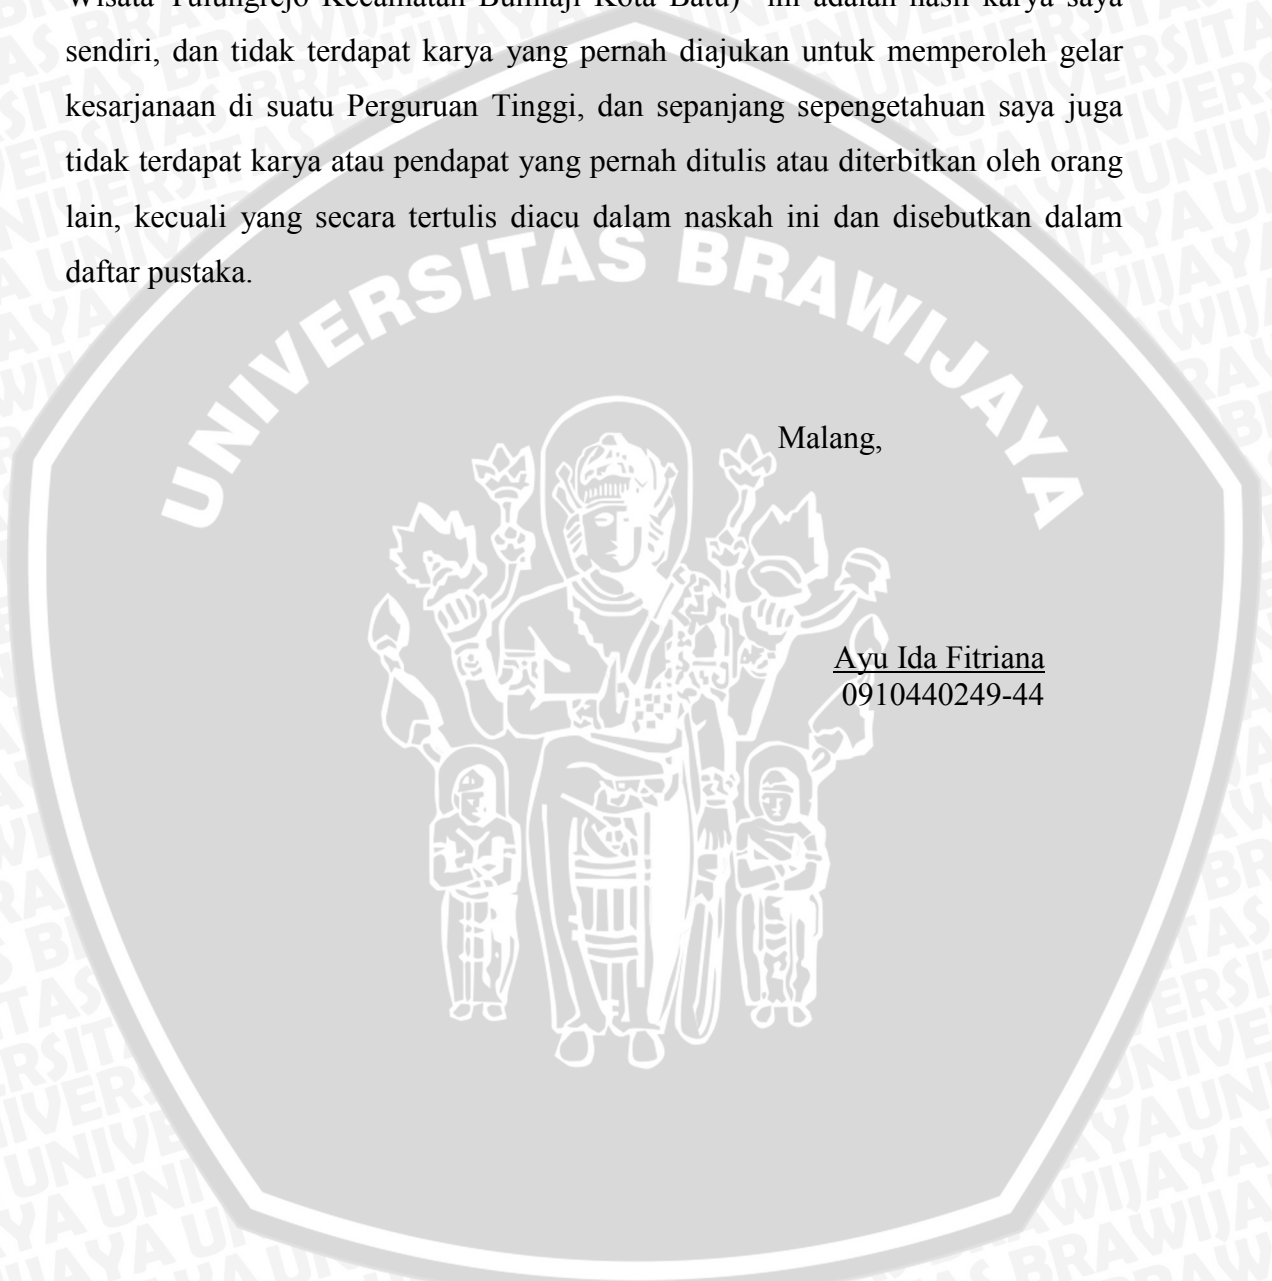 Wisata Tulungrejo Kecamatan Bumiaji Kota Batu)" ini adalah hasil karya saya
sendiri, dan tidak terdapat karya yang pernah diajukan untuk memperoleh gelar
kesarjanaan di suatu Perguruan Tinggi, dan sepanjang sepengetahuan saya juga
tidak terdapat karya atau pendapat yang pernah ditulis atau diterbitkan oleh orang
lain, kecuali yang secara tertulis diacu dalam naskah ini dan disebutkan dalam
daftar pustaka.
UNIVERSITAS BRAWIJAYA
Malang,
Ayu Ida Fitriana
0910440249-44